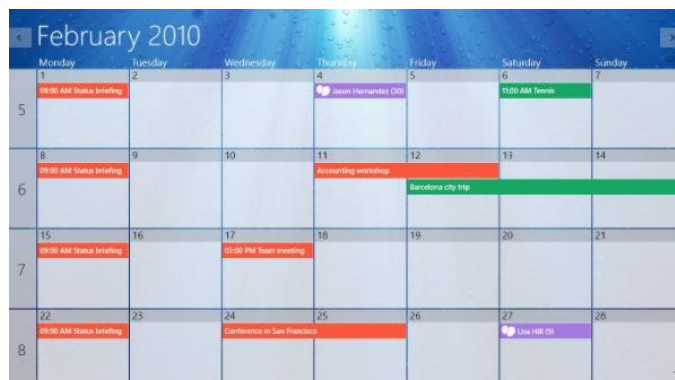 February 2010
Monday Tuesday Wednesday Thursday Friday Saturday Sunday
5
1 2 3 4 5 6 7
09:00 AM Status briefing Jason Hernandez (30) 11:00 AM Tennis
6
8 9 10 11 12 13 14
09:00 AM Status briefing Accounting workshop
Barcelona city trip
7
15 16 17 18 19 20 21
09:00 AM Status briefing 03:00 PM Team meeting
8
22 23 24 25 26 27 28
09:00 AM Status briefing Conference in San Francisco Lisa Hill (9)